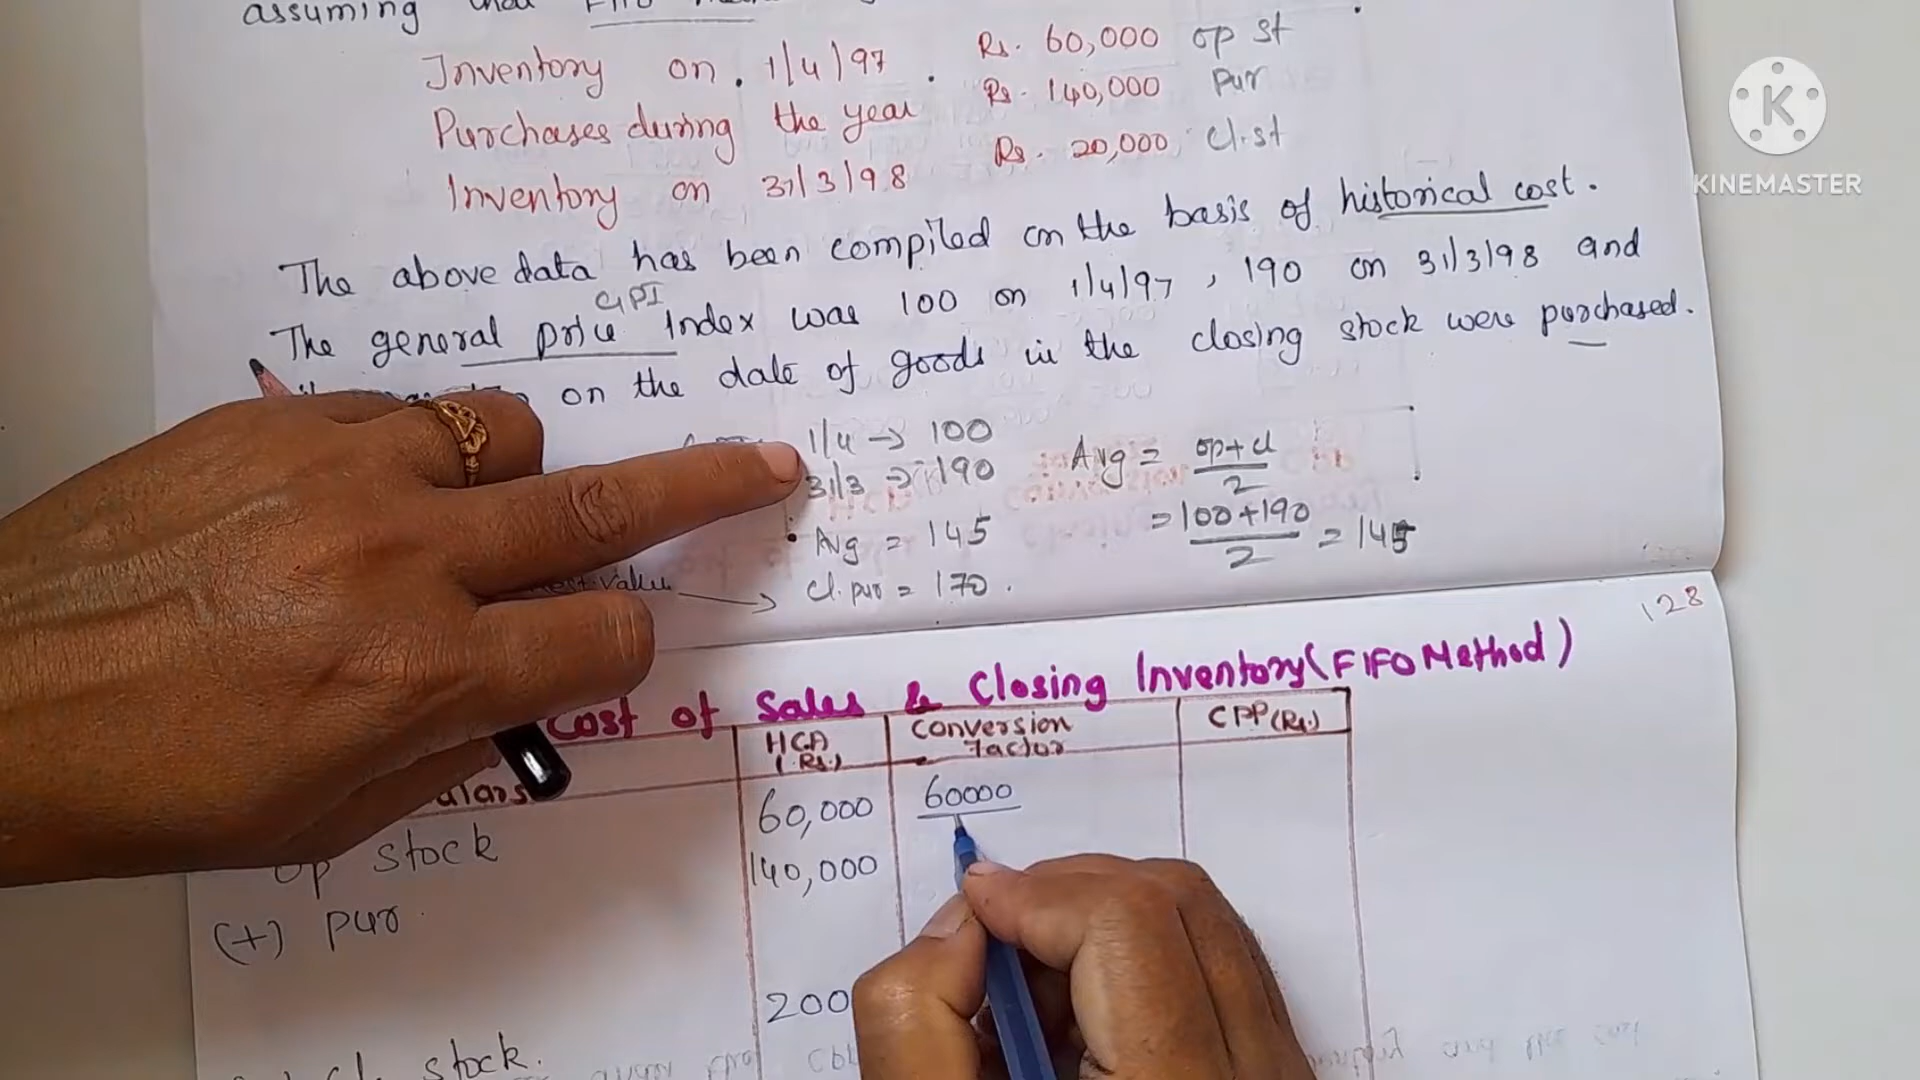 assuming that
Inventory on 1/4/97 . Rs. 60,000 op st
Purchases during the year Rs. 140,000 pur
Inventory on 31/3/98 Rs. 20,000 cl.st
The above data has been compiled on the basis of historical cost.
GPI
The general price Index was 100 on 1/4/97, 190 on 31/3/98 and
on the date of goods in the closing stock were purchased.
1/4 → 100
31/3 → 190
Avg = 145
cl. pur = 170.
Avg = op+cl / 2
= 100+190 / 2 = 145
128
Cost of Sales & Closing Inventory (FIFO Method)
HCA (Rs.) Conversion Factor CPP (Rs.)
op stock 60,000 60000
(+) pur 140,000
200
cl. stock.
KINEMASTER
K